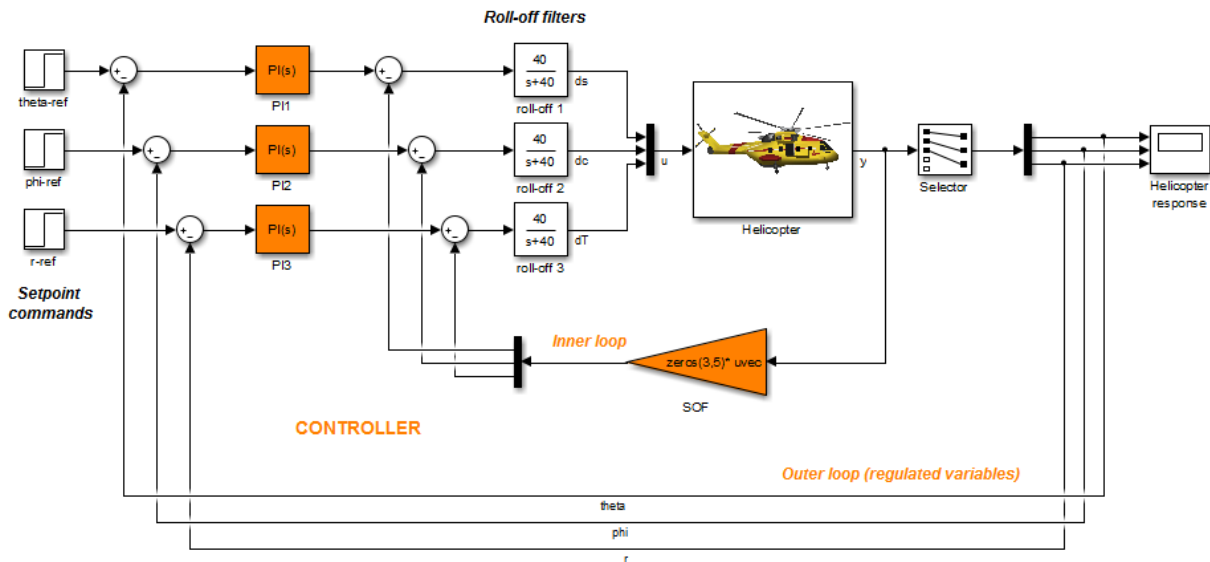 Roll-off filters
theta-ref
+
−
PI(s)
PI1
+
−
40
s+40
roll-off 1
ds
phi-ref
+
−
PI(s)
PI2
+
−
40
s+40
roll-off 2
dc
r-ref
+
−
PI(s)
PI3
+
−
40
s+40
roll-off 3
dT
u
Helicopter
y
Selector
Helicopter
response
Setpoint
commands
Inner loop
zeros(3,5)* uvec
SOF
CONTROLLER
Outer loop (regulated variables)
theta
phi
r